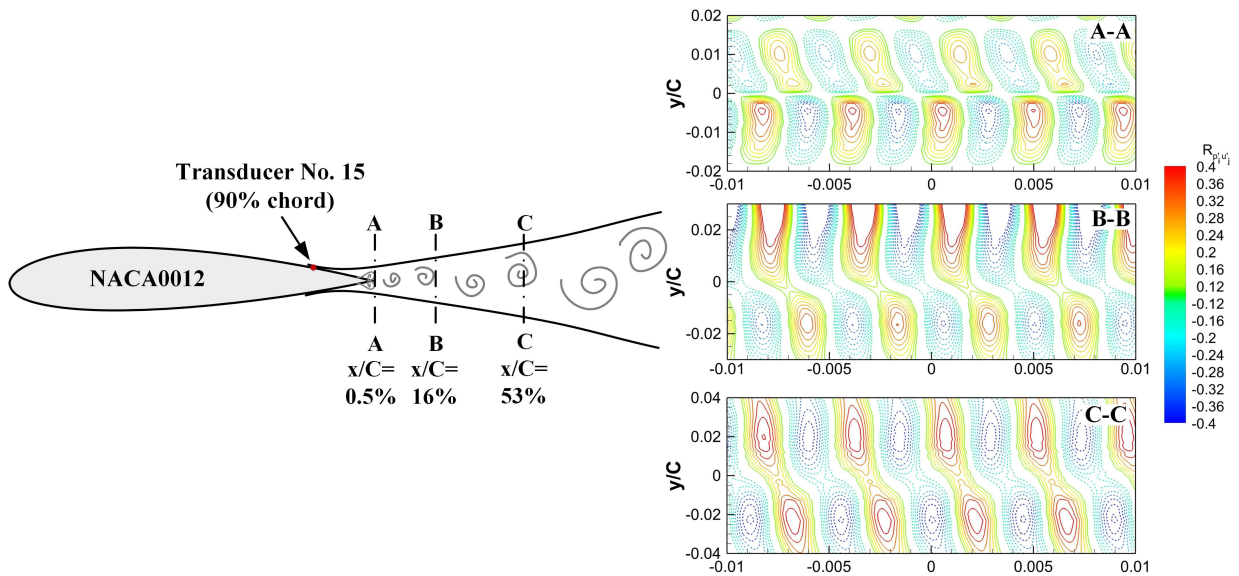 Transducer No. 15
(90% chord)
NACA0012
A B C
A B C
x/C= x/C= x/C=
0.5% 16% 53%
A-A
y/C
0.02
0.01
0
-0.01
-0.02
-0.01 -0.005 0 0.005 0.01
B-B
y/C
0.02
0
-0.02
-0.01 -0.005 0 0.005 0.01
C-C
y/C
0.04
0.02
0
-0.02
-0.04
-0.01 -0.005 0 0.005 0.01
R p'i u'j
0.4
0.36
0.32
0.28
0.24
0.20
0.16
0.12
-0.12
-0.16
-0.20
-0.24
-0.28
-0.32
-0.36
-0.4